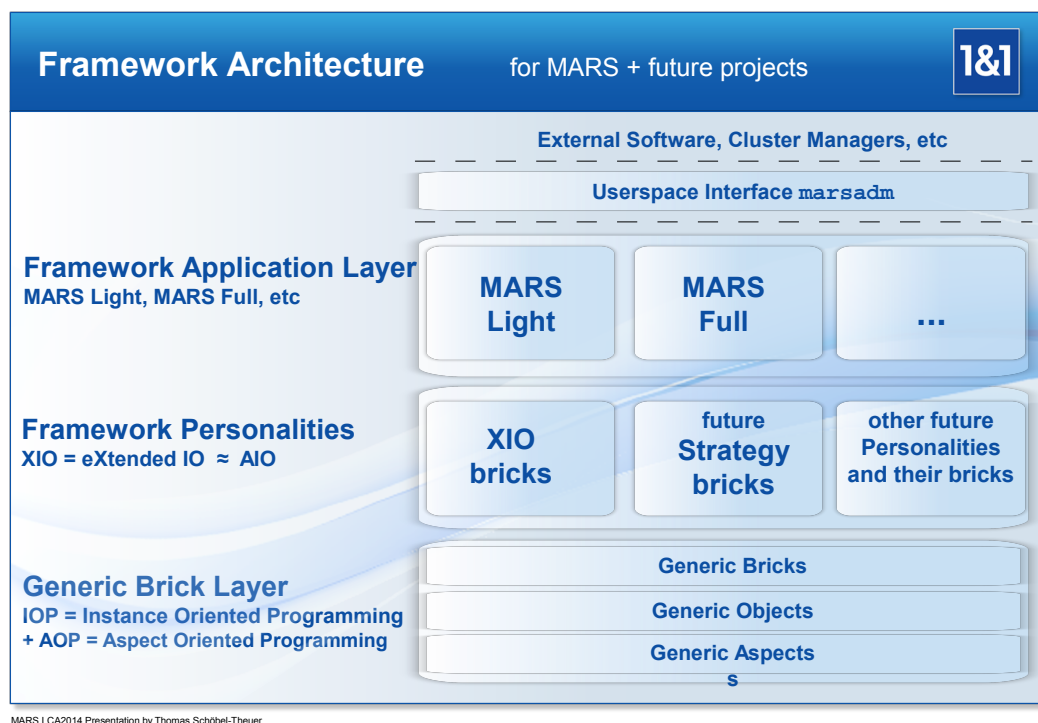 Framework Architecture for MARS + future projects
1&1
External Software, Cluster Managers, etc
Userspace Interface marsadm
Framework Application Layer
MARS Light, MARS Full, etc
MARS
Light
MARS
Full
...
Framework Personalities
XIO = eXtended IO ≈ AIO
XIO
bricks
future
Strategy
bricks
other future
Personalities
and their bricks
Generic Brick Layer
IOP = Instance Oriented Programming
+ AOP = Aspect Oriented Programming
Generic Bricks
Generic Objects
Generic Aspects
s
MARS LCA2014 Presentation by Thomas Schöbel-Theuer